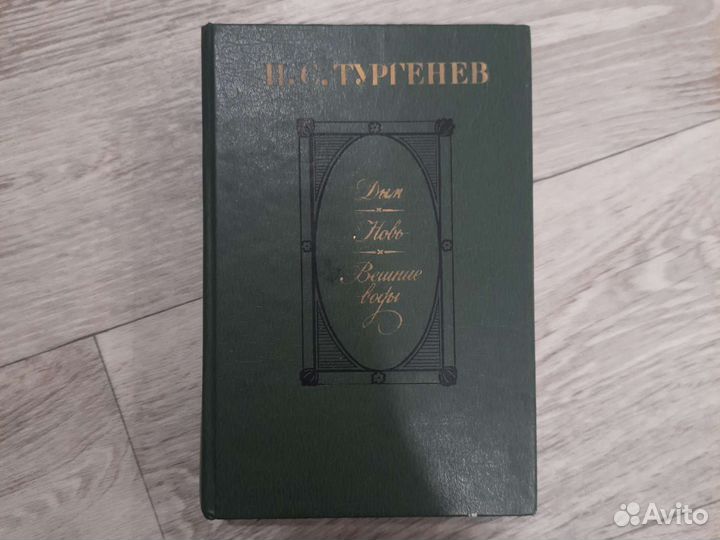 И. С. ТУРГЕНЕВ
Дым
Новь
Вешние
воды
Avito